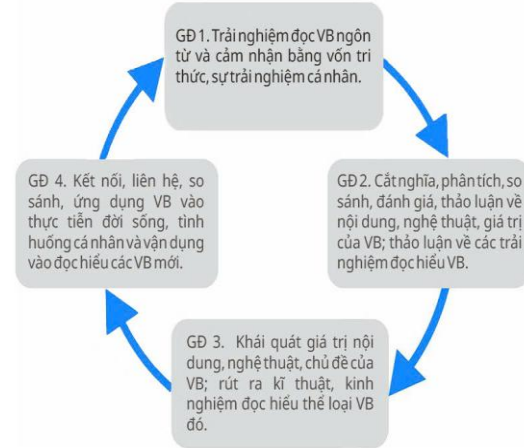 GĐ 1. Trải nghiệm đọc VB ngôn
từ và cảm nhận bằng vốn tri
thức, sự trải nghiệm cá nhân.
GĐ 2. Cắt nghĩa, phân tích, so
sánh, đánh giá, thảo luận về
nội dung, nghệ thuật, giá trị
của VB; thảo luận về các trải
nghiệm đọc hiểu VB.
GĐ 3. Khái quát giá trị nội
dung, nghệ thuật, chủ đề của
VB; rút ra kĩ thuật, kinh
nghiệm đọc hiểu thể loại VB
đó.
GĐ 4. Kết nối, liên hệ, so
sánh, ứng dụng VB vào
thực tiễn đời sống, tình
huống cá nhân và vận dụng
vào đọc hiểu các VB mới.